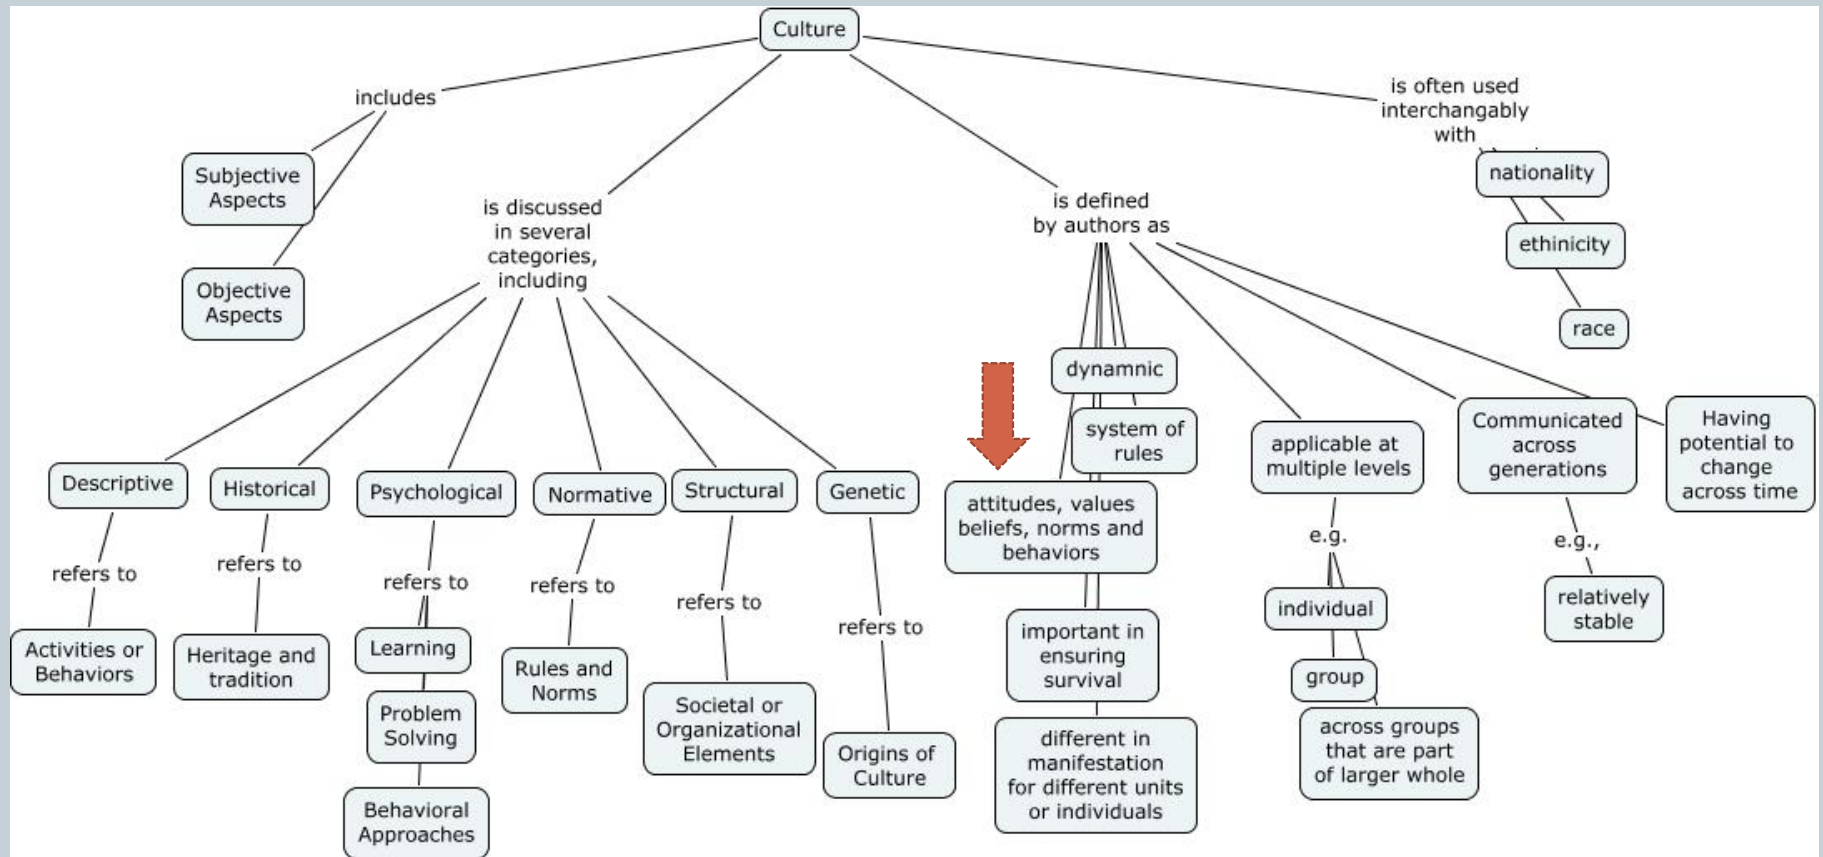 Culture
includes
Subjective
Aspects
Objective
Aspects
is discussed
in several
categories,
including
Descriptive
refers to
Activities or
Behaviors
Historical
refers to
Heritage and
tradition
Psychological
refers to
Learning
Problem
Solving
Behavioral
Approaches
Normative
refers to
Rules and
Norms
Structural
refers to
Societal or
Organizational
Elements
Genetic
refers to
Origins of
Culture
is defined
by authors as
dynamnic
system of
rules
attitudes, values
beliefs, norms and
behaviors
important in
ensuring
survival
different in
manifestation
for different units
or individuals
applicable at
multiple levels
e.g.
individual
group
across groups
that are part
of larger whole
Communicated
across
generations
e.g.,
relatively
stable
Having
potential to
change
across time
is often used
interchangably
with
nationality
ethinicity
race